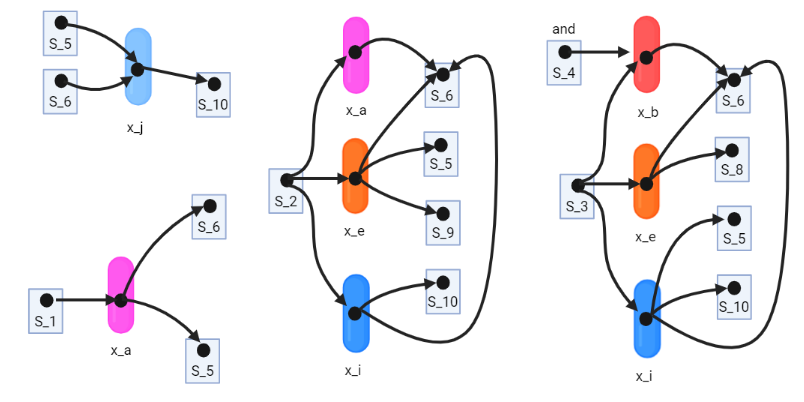 S_5
S_6
S_10
x_j
S_6
S_1
S_5
x_a
x_a
S_6
S_5
S_2
x_e
S_9
S_10
x_i
and
S_4
x_b
S_6
S_8
S_3
x_e
S_5
S_10
x_i